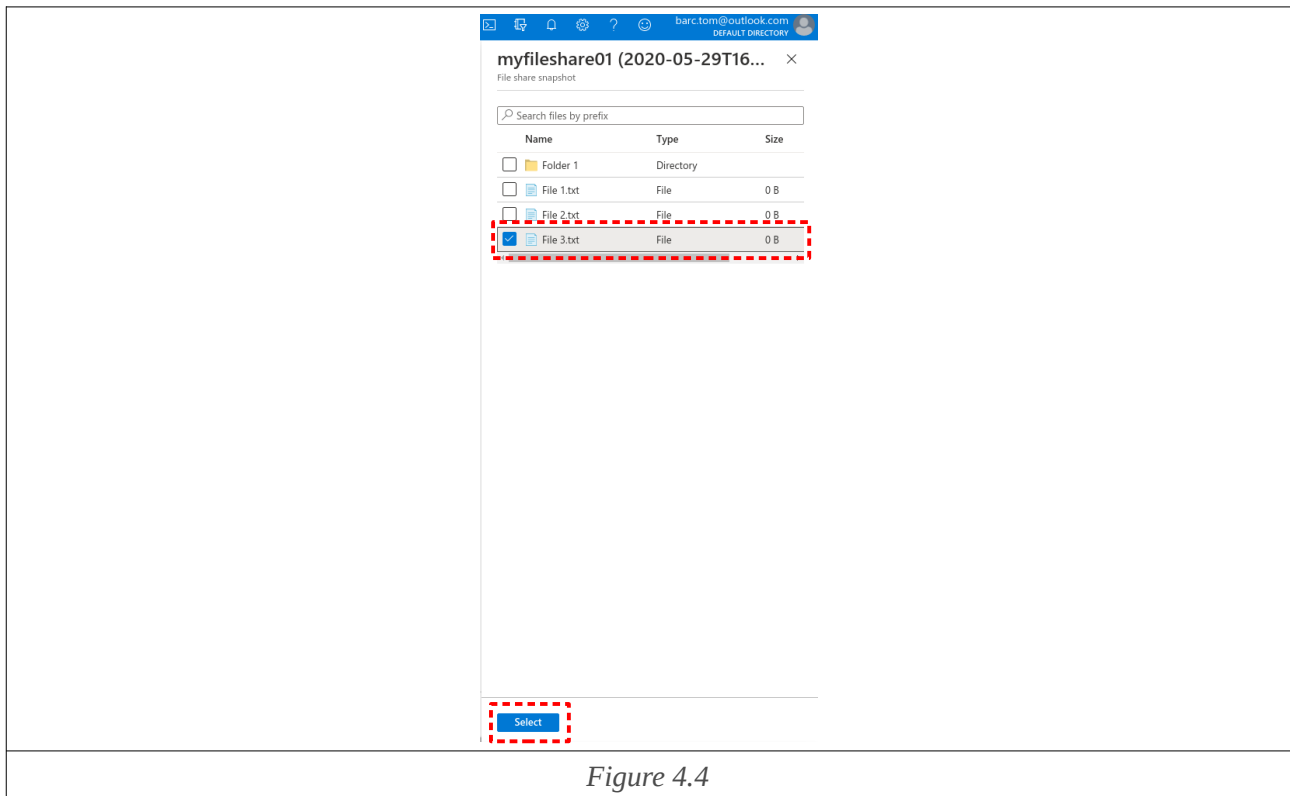 barc.tom@outlook.com
DEFAULT DIRECTORY
myfileshare01 (2020-05-29T16...
File share snapshot
Search files by prefix
Name Type Size
Folder 1 Directory
File 1.txt File 0 B
File 2.txt File 0 B
File 3.txt File 0 B
Select
Figure 4.4